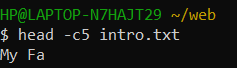 HP@LAPTOP-N7HAJT29 ~/web
$ head -c5 intro.txt
My Fa